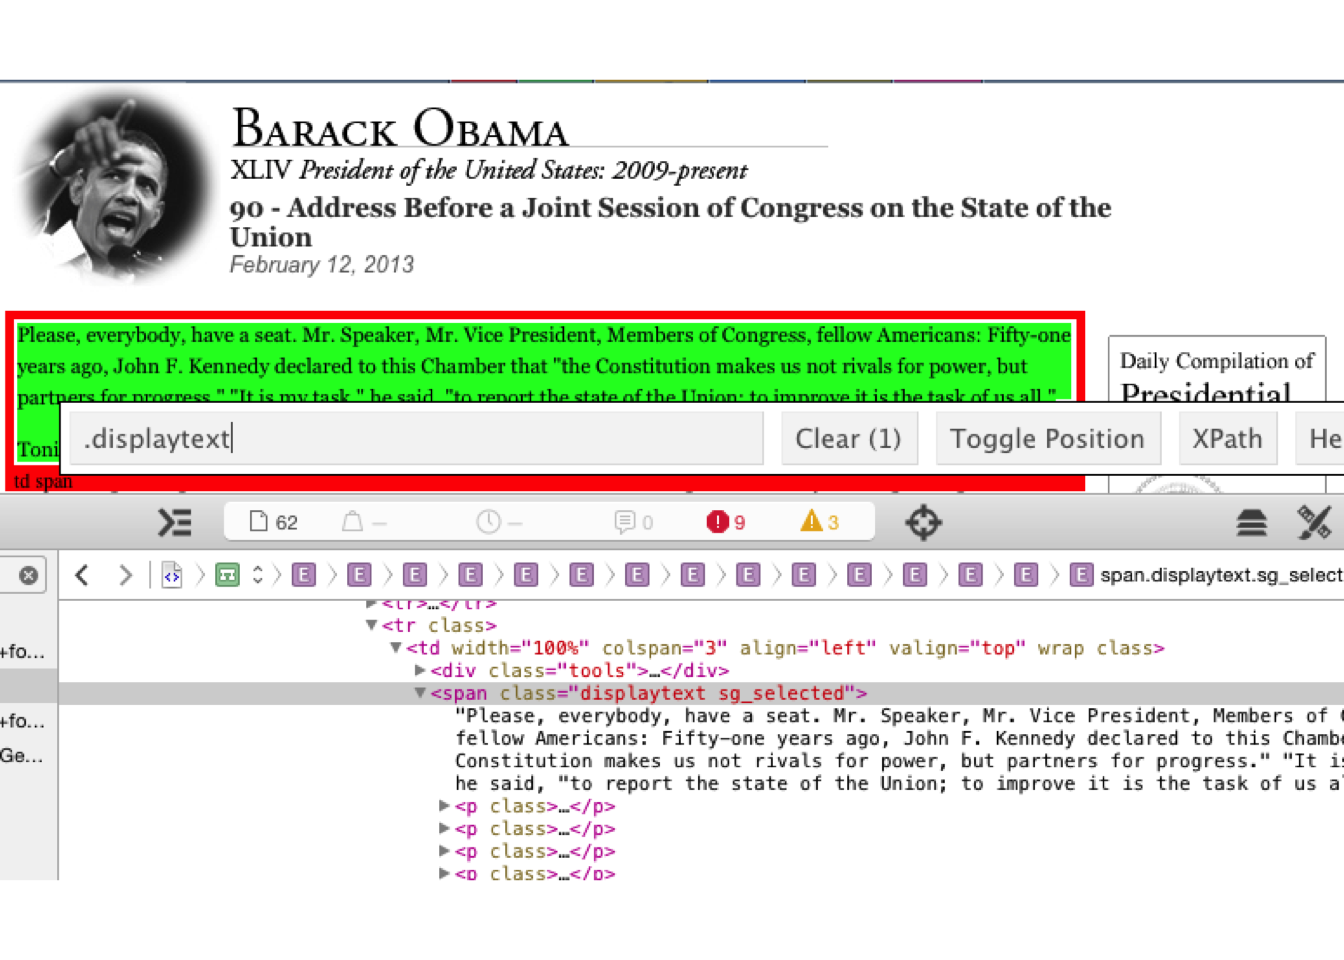 BARACK OBAMA
XLIV President of the United States: 2009-present
90 - Address Before a Joint Session of Congress on the State of the
Union
February 12, 2013
Please, everybody, have a seat. Mr. Speaker, Mr. Vice President, Members of Congress, fellow Americans: Fifty-one
years ago, John F. Kennedy declared to this Chamber that "the Constitution makes us not rivals for power, but
partners for progress." "It is my task," he said, "to report the state of the Union; to improve it is the task of us all."
Toni
td span
Daily Compilation of
Presidential
.displaytext
Clear (1)
Toggle Position
XPath
He
62
—
—
0
9
3
E E E E E E E E E E E E E E E span.displaytext.sg_select
+fo...
+fo...
Ge...
<tr>…</tr>
<tr class>
<td width="100%" colspan="3" align="left" valign="top" wrap class>
<div class="tools">…</div>
<span class="displaytext sg_selected">
"Please, everybody, have a seat. Mr. Speaker, Mr. Vice President, Members of
fellow Americans: Fifty-one years ago, John F. Kennedy declared to this Chambe
Constitution makes us not rivals for power, but partners for progress." "It is
he said, "to report the state of the Union; to improve it is the task of us a
<p class>…</p>
<p class>…</p>
<p class>…</p>
<p class>…</p>